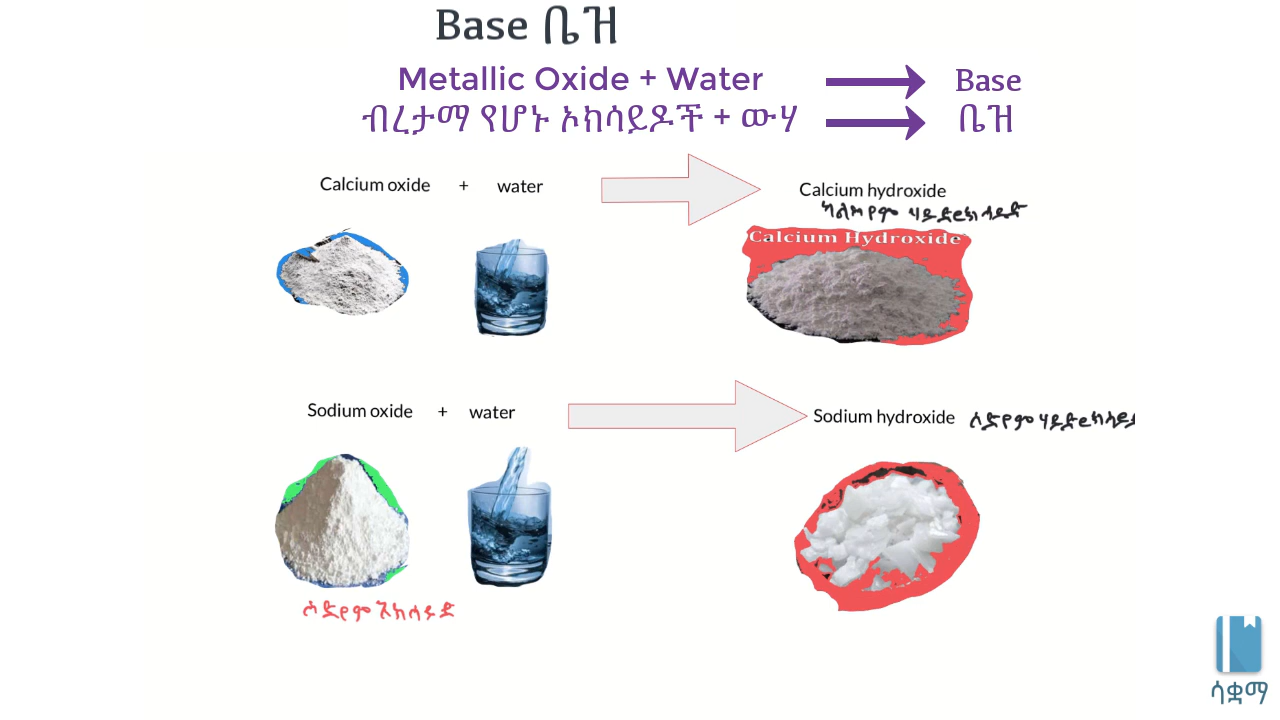 Base ቤዝ
Metallic Oxide + Water Base
ብረታማ የሆኑ ኦክሳይዶች + ውሃ ቤዝ
Calcium oxide + water Calcium hydroxide
ካልስየም ሃይድሮክሳይድ
Calcium Hydroxide
Sodium oxide + water Sodium hydroxide
ሶድየም ኦክሳይድ
ሳቋማ